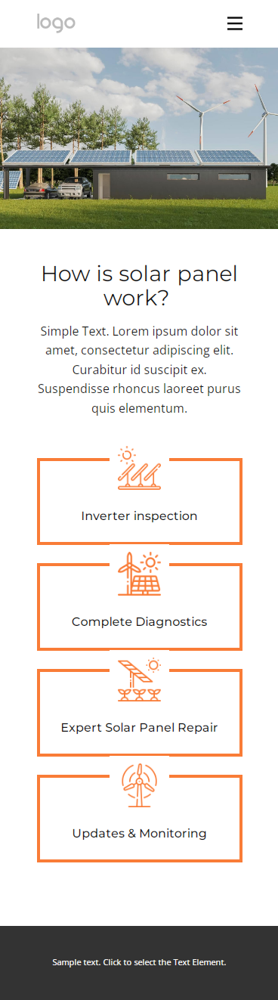 logo
How is solar panel
work?
Simple Text. Lorem ipsum dolor sit
amet, consectetur adipiscing elit.
Curabitur id suscipit ex.
Suspendisse rhoncus laoreet purus
quis elementum.
Inverter inspection
Complete Diagnostics
Expert Solar Panel Repair
Updates & Monitoring
Sample text. Click to select the Text Element.